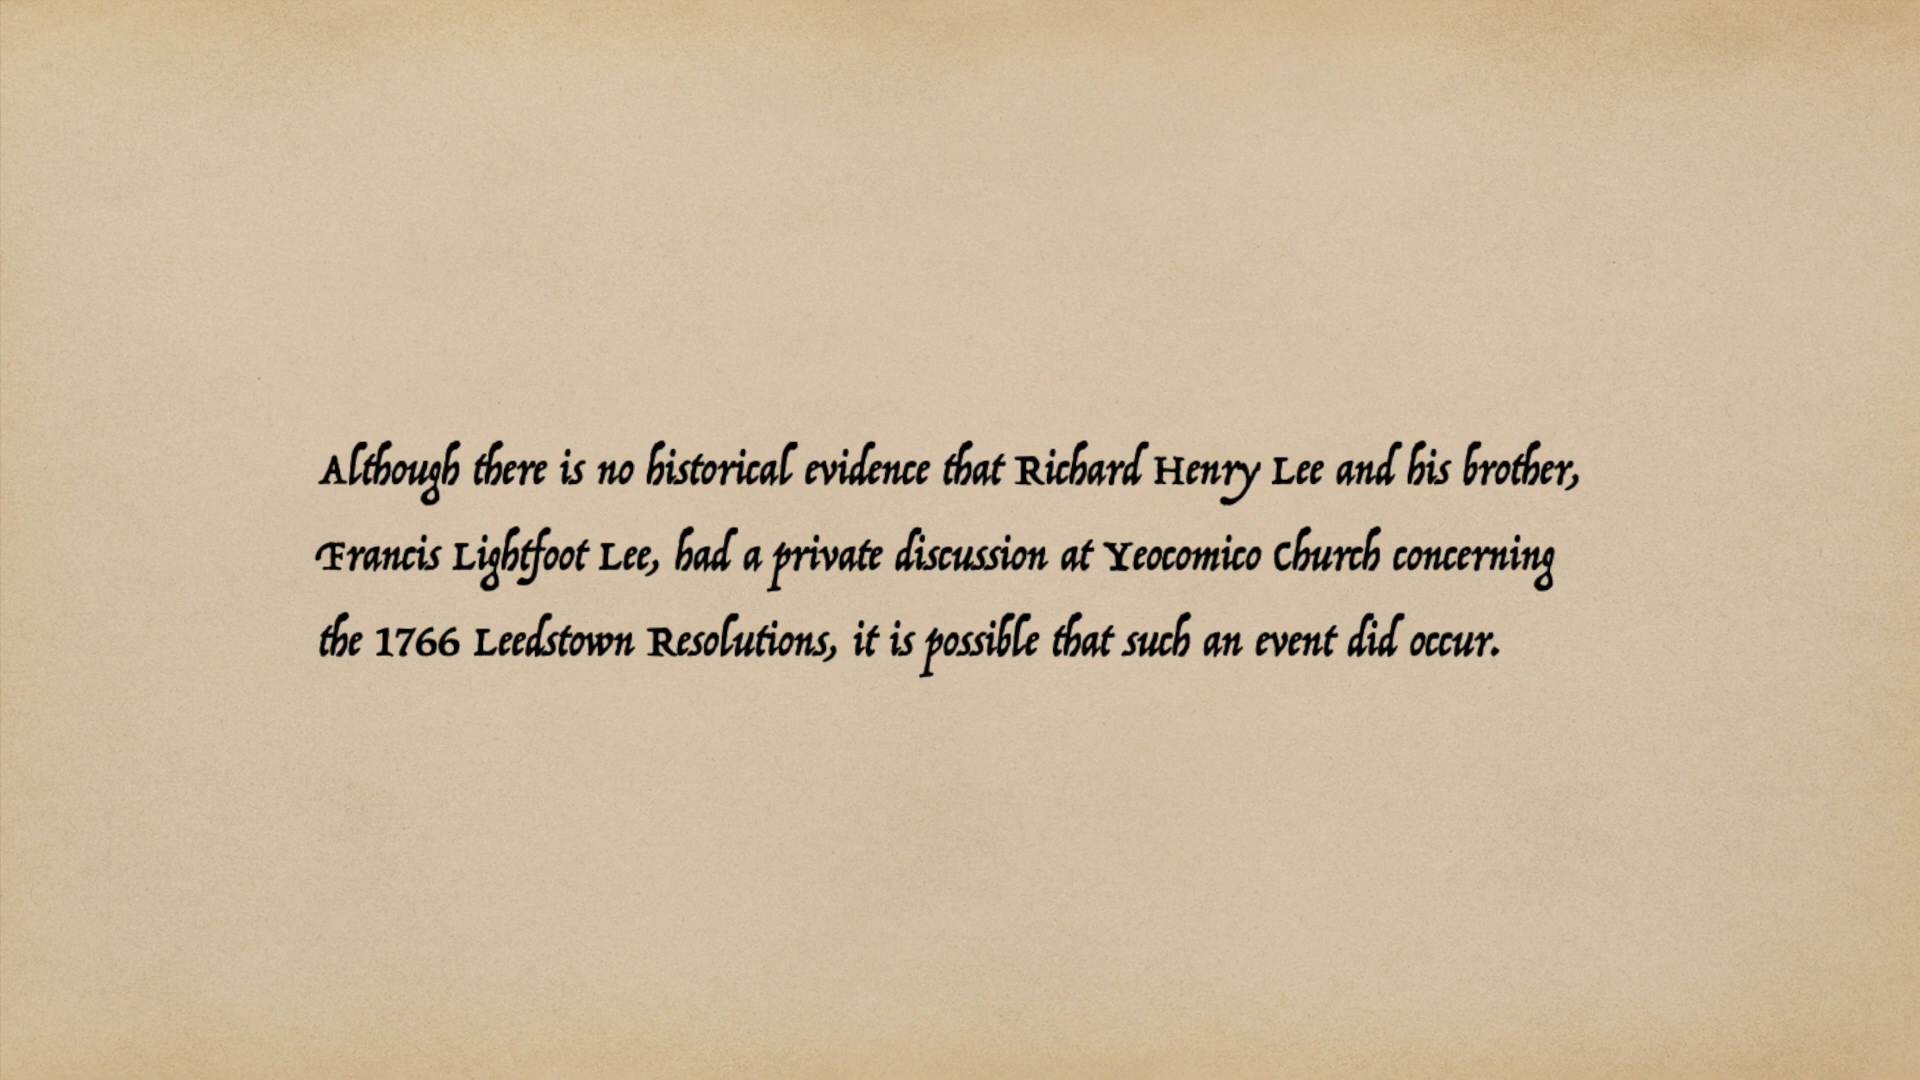 Although there is no historical evidence that Richard Henry Lee and his brother,
Francis Lightfoot Lee, had a private discussion at Yeocomico Church concerning
the 1766 Leedstown Resolutions, it is possible that such an event did occur.